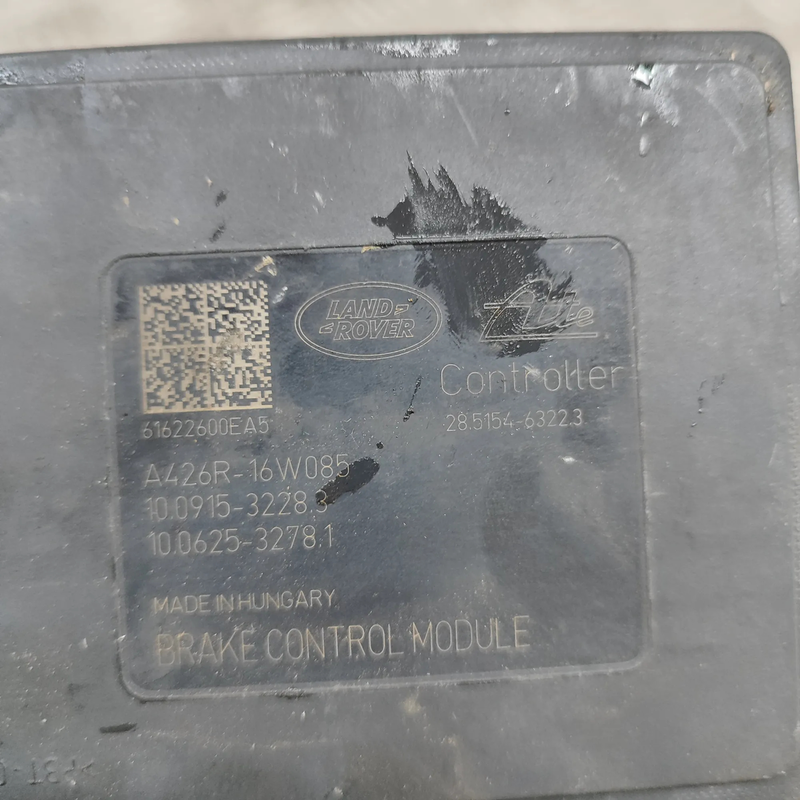 LAND-
-ROVER
Ate
Controller
61622600EA5
28.5154-6322.3
A426R-16W085
10.0915-3228.3
10.0625-3278.1
MADE IN HUNGARY
BRAKE CONTROL MODULE